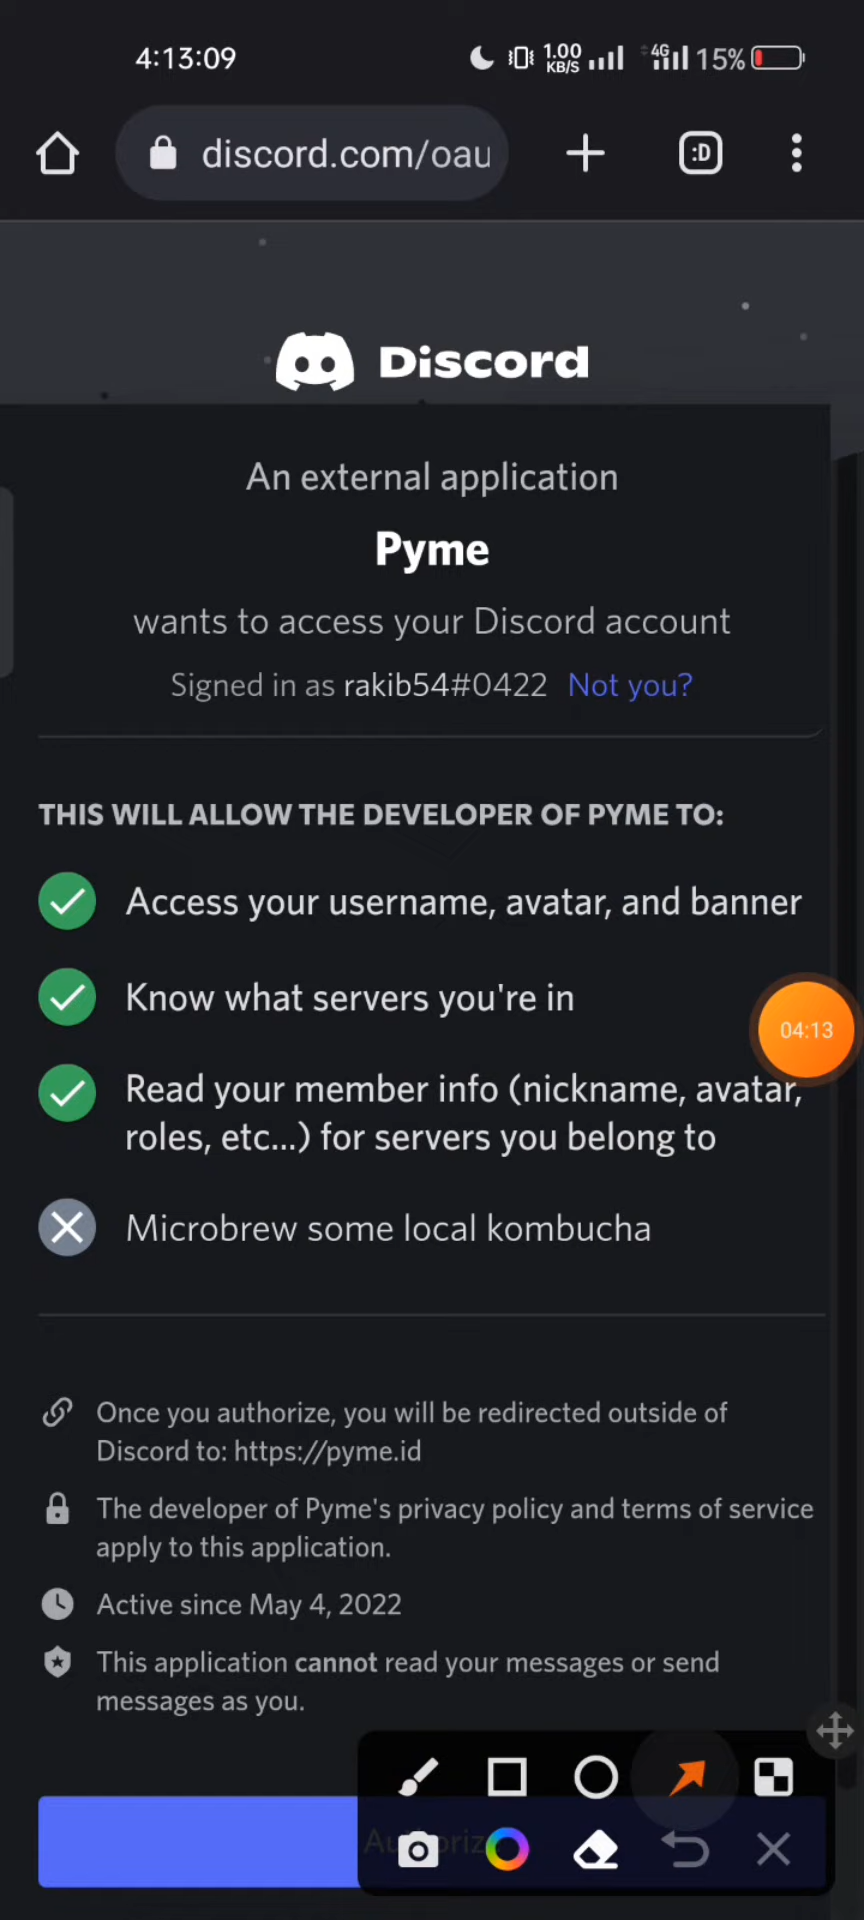 4:13:09
1.00
KB/S
4G
15%
discord.com/oau
:D
Discord
An external application
Pyme
wants to access your Discord account
Signed in as rakib54#0422 Not you?
THIS WILL ALLOW THE DEVELOPER OF PYME TO:
Access your username, avatar, and banner
Know what servers you're in
04:13
Read your member info (nickname, avatar,
roles, etc...) for servers you belong to
Microbrew some local kombucha
Once you authorize, you will be redirected outside of
Discord to: https://pyme.id
The developer of Pyme's privacy policy and terms of service
apply to this application.
Active since May 4, 2022
This application cannot read your messages or send
messages as you.